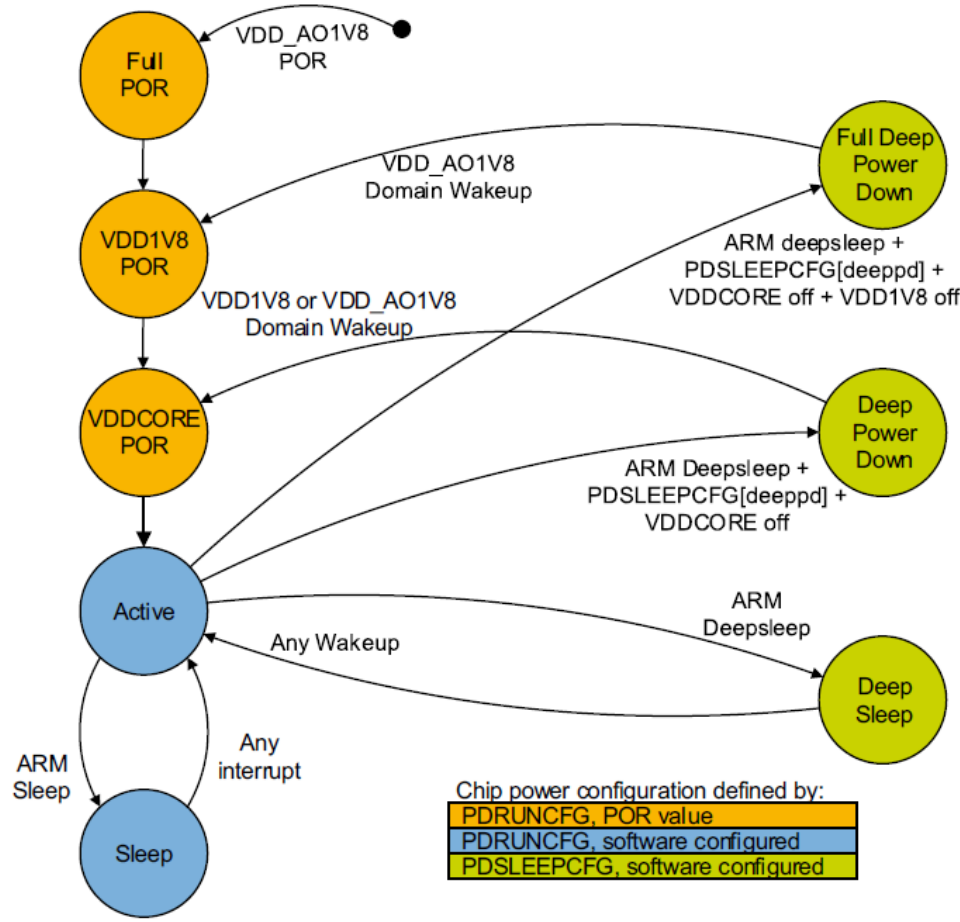 VDD_AO1V8
POR
Full
POR
Full Deep
Power
Down
VDD_AO1V8
Domain Wakeup
VDD1V8
POR
ARM deepsleep +
PDSLEEPCFG[deeppd] +
VDDCORE off + VDD1V8 off
VDD1V8 or VDD_AO1V8
Domain Wakeup
VDDCORE
POR
Deep
Power
Down
ARM Deepsleep +
PDSLEEPCFG[deeppd] +
VDDCORE off
Active
ARM
Deepsleep
Any Wakeup
Deep
Sleep
ARM
Sleep
Any
interrupt
Sleep
Chip power configuration defined by:
PDRUNCFG, POR value
PDRUNCFG, software configured
PDSLEEPCFG, software configured